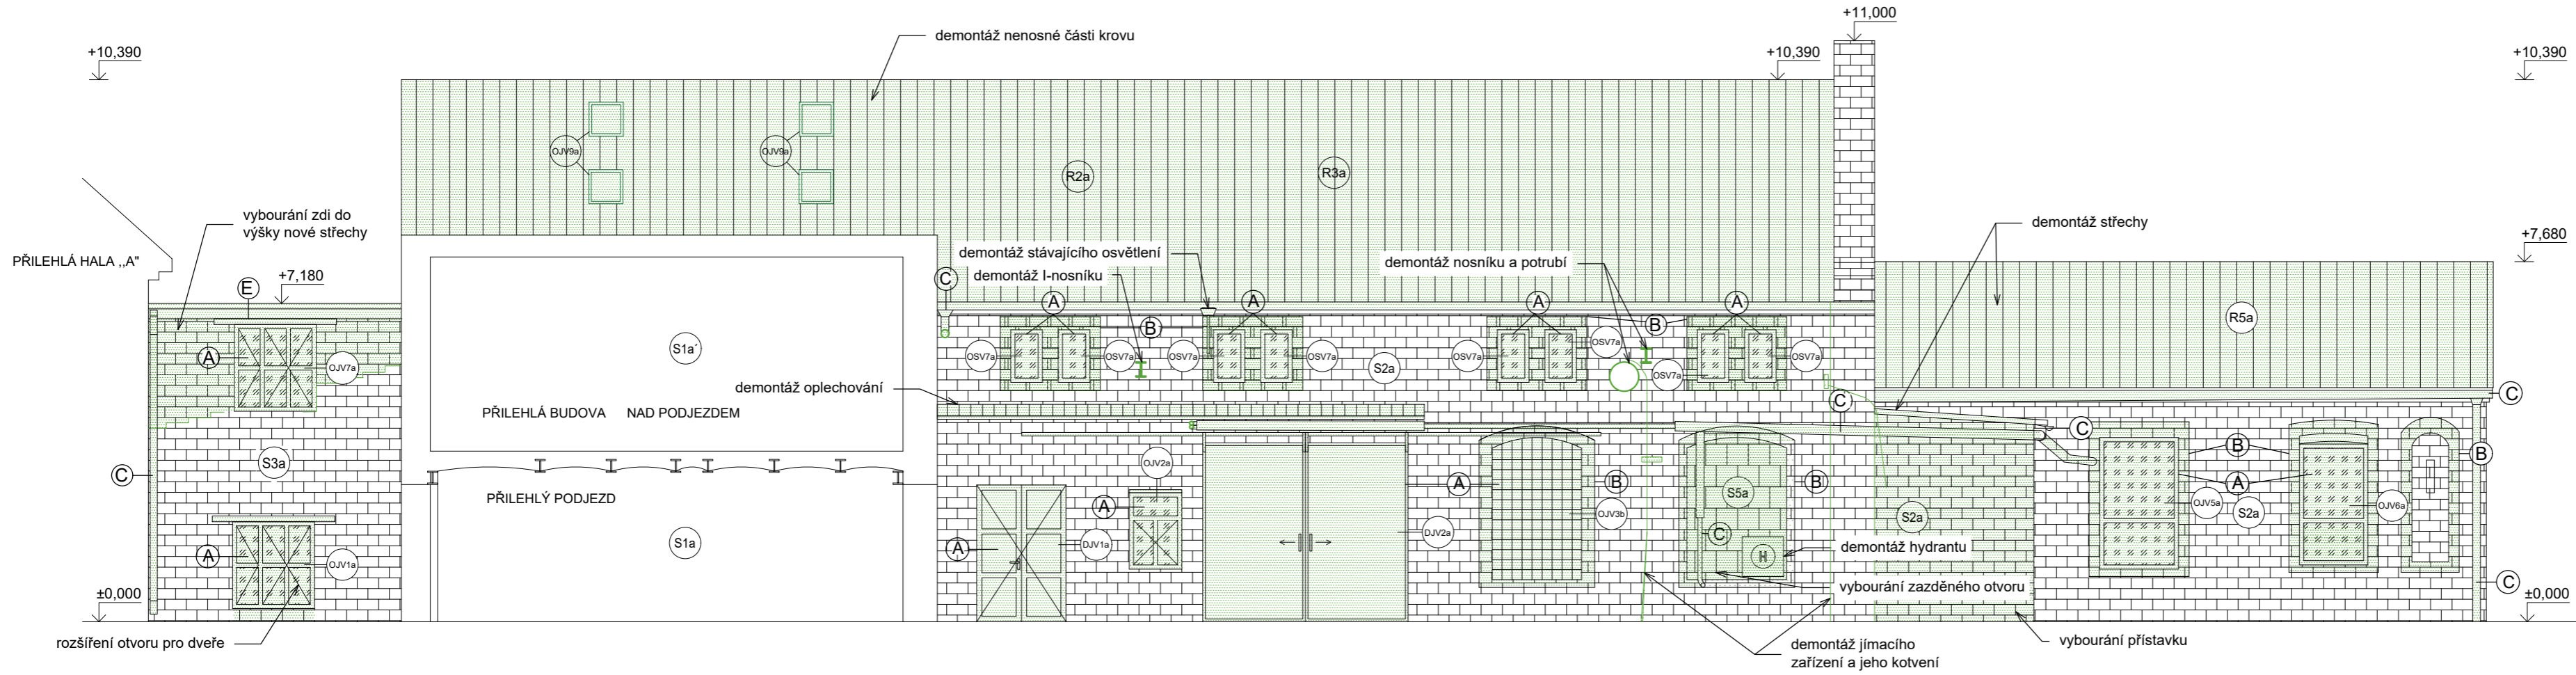 +11,000
+10,390
demontáž nenosné části krovu
+10,390
+10,390
OJV9a
OJV9a
R2a
R3a
vybourání zdi do
výšky nové střechy
demontáž střechy
+7,680
PŘILEHLÁ HALA ,,A"
demontáž stávajícího osvětlení
demontáž nosníku a potrubí
demontáž I-nosníku
+7,180
C
E
A
A
A
A
R5a
B
B
A
OJV7a
S1a´
OSV7a
OSV7a
OSV7a
OSV7a
S2a
OSV7a
OSV7a
OSV7a
OSV7a
demontáž oplechování
C
C
PŘILEHLÁ BUDOVA NAD PODJEZDEM
C
S3a
C
OJV2a
B
B
A
PŘILEHLÝ PODJEZD
A
A
B
S5a
B
OJV3b
OJV5a
S2a
OJV6a
S2a
DJV2a
C
S1a
A
DJV1a
A
OJV1a
H
demontáž hydrantu
vybourání zazděného otvoru
C
±0,000
±0,000
rozšíření otvoru pro dveře
demontáž jímacího
zařízení a jeho kotvení
vybourání přístavku